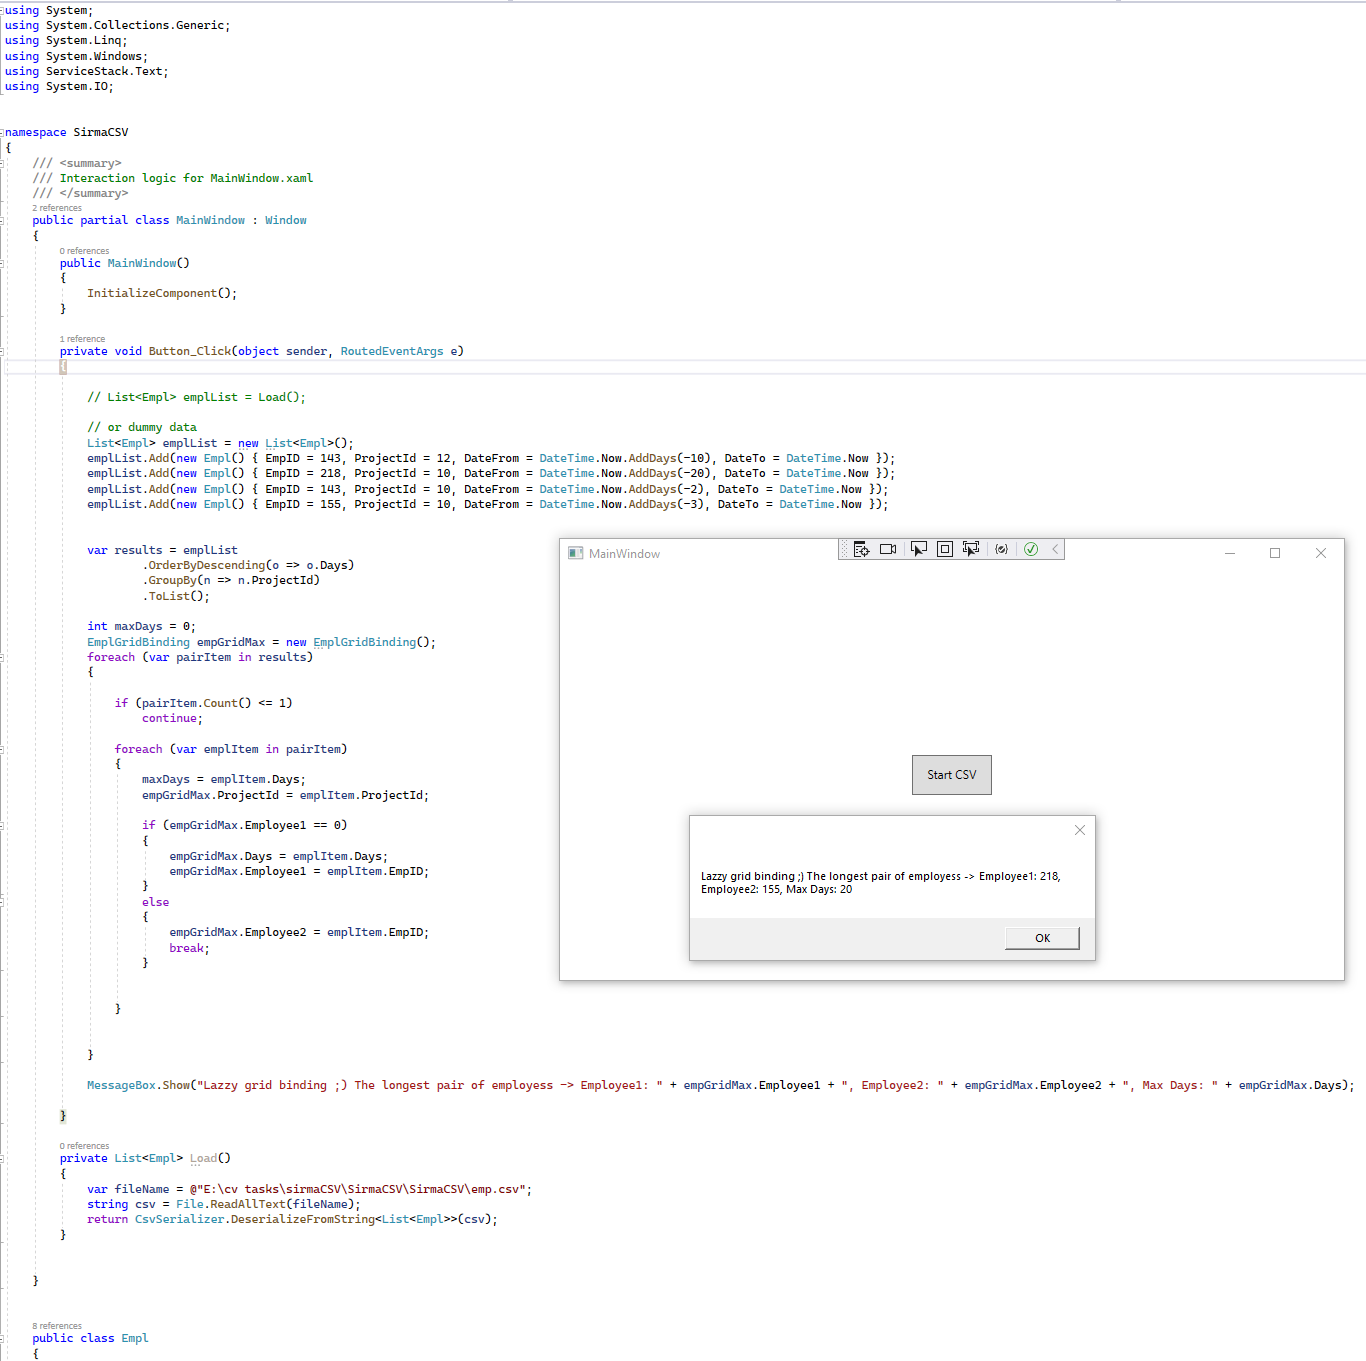 using System;
using System.Collections.Generic;
using System.Linq;
using System.Windows;
using ServiceStack.Text;
using System.IO;
namespace SirmaCSV
{
/// <summary>
/// Interaction logic for MainWindow.xaml
/// </summary>
2 references
public partial class MainWindow : Window
{
0 references
public MainWindow()
{
InitializeComponent();
}
1 reference
private void Button_Click(object sender, RoutedEventArgs e)
{
// List<Empl> emplList = Load();
// or dummy data
List<Empl> emplList = new List<Empl>();
emplList.Add(new Empl() { EmpID = 143, ProjectId = 12, DateFrom = DateTime.Now.AddDays(-10), DateTo = DateTime.Now });
emplList.Add(new Empl() { EmpID = 218, ProjectId = 10, DateFrom = DateTime.Now.AddDays(-20), DateTo = DateTime.Now });
emplList.Add(new Empl() { EmpID = 143, ProjectId = 10, DateFrom = DateTime.Now.AddDays(-2), DateTo = DateTime.Now });
emplList.Add(new Empl() { EmpID = 155, ProjectId = 10, DateFrom = DateTime.Now.AddDays(-3), DateTo = DateTime.Now });
var results = emplList
.OrderByDescending(o => o.Days)
.GroupBy(n => n.ProjectId)
.ToList();
int maxDays = 0;
EmplGridBinding empGridMax = new EmplGridBinding();
foreach (var pairItem in results)
{
if (pairItem.Count() <= 1)
continue;
foreach (var emplItem in pairItem)
{
maxDays = emplItem.Days;
empGridMax.ProjectId = emplItem.ProjectId;
if (empGridMax.Employee1 == 0)
{
empGridMax.Days = emplItem.Days;
empGridMax.Employee1 = emplItem.EmpID;
}
else
{
empGridMax.Employee2 = emplItem.EmpID;
break;
}
}
}
MessageBox.Show("Lazzy grid binding ;) The longest pair of employess -> Employee1: " + empGridMax.Employee1 + ", Employee2: " + empGridMax.Employee2 + ", Max Days: " + empGridMax.Days);
}
0 references
private List<Empl> Load()
{
var fileName = @"E:\cv tasks\sirmaCSV\SirmaCSV\SirmaCSV\emp.csv";
string csv = File.ReadAllText(fileName);
return CsvSerializer.DeserializeFromString<List<Empl>>(csv);
}
}
8 references
public class Empl
{
MainWindow
Start CSV
Lazzy grid binding ;) The longest pair of employess -> Employee1: 218,
Employee2: 155, Max Days: 20
OK